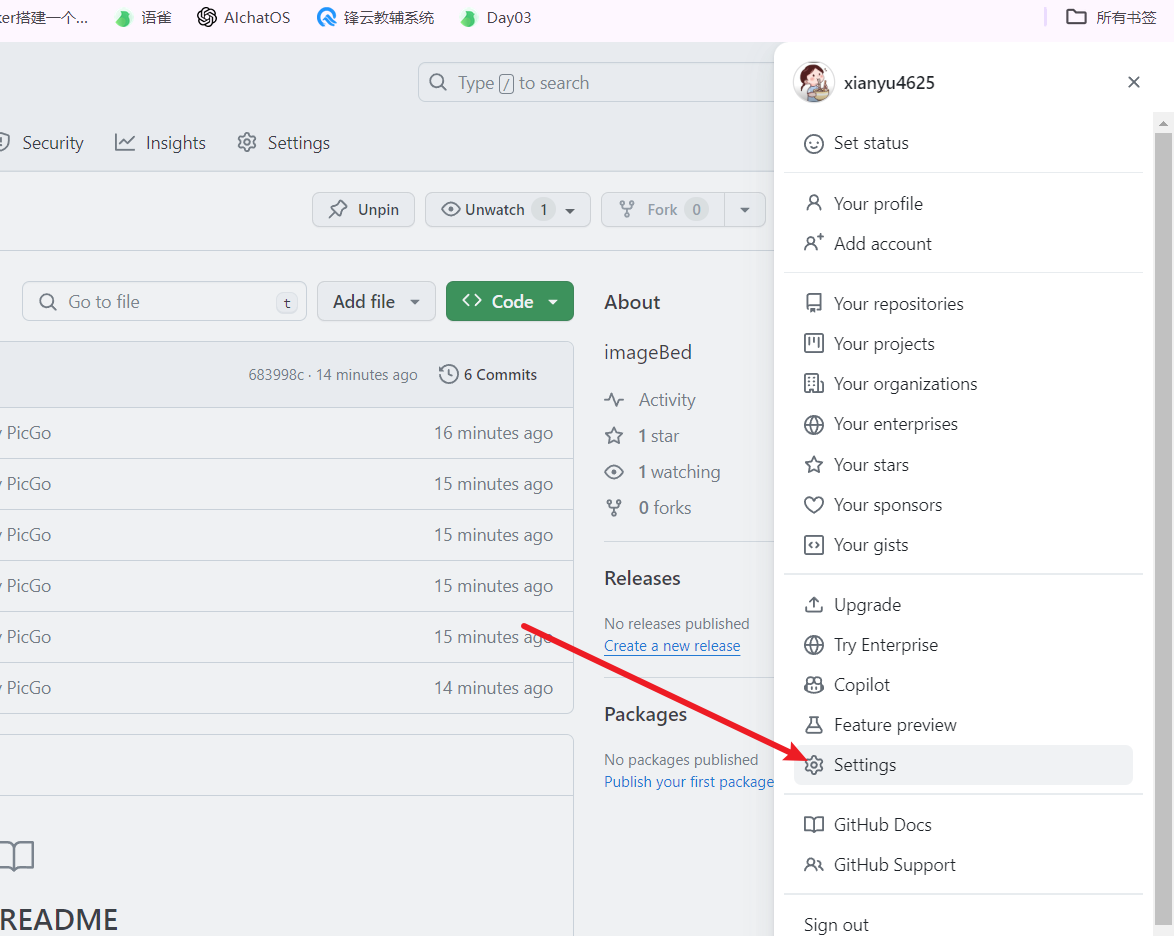 ker搭建一个... 语雀 AIchatOS 锋云教辅系统 Day03 所有书签
Type / to search
xianyu4625
Security Insights Settings
Set status
Unpin Unwatch 1 Fork 0
Your profile
Add account
Go to file t Add file Code
About
imageBed
683998c · 14 minutes ago 6 Commits
Activity
1 star
1 watching
0 forks
y PicGo 16 minutes ago
y PicGo 15 minutes ago
y PicGo 15 minutes ago
y PicGo 15 minutes ago
y PicGo 15 minutes ago
y PicGo 14 minutes ago
Releases
No releases published
Create a new release
Packages
No packages published
Publish your first package
README
Your repositories
Your projects
Your organizations
Your enterprises
Your stars
Your sponsors
Your gists
Upgrade
Try Enterprise
Copilot
Feature preview
Settings
GitHub Docs
GitHub Support
Sign out